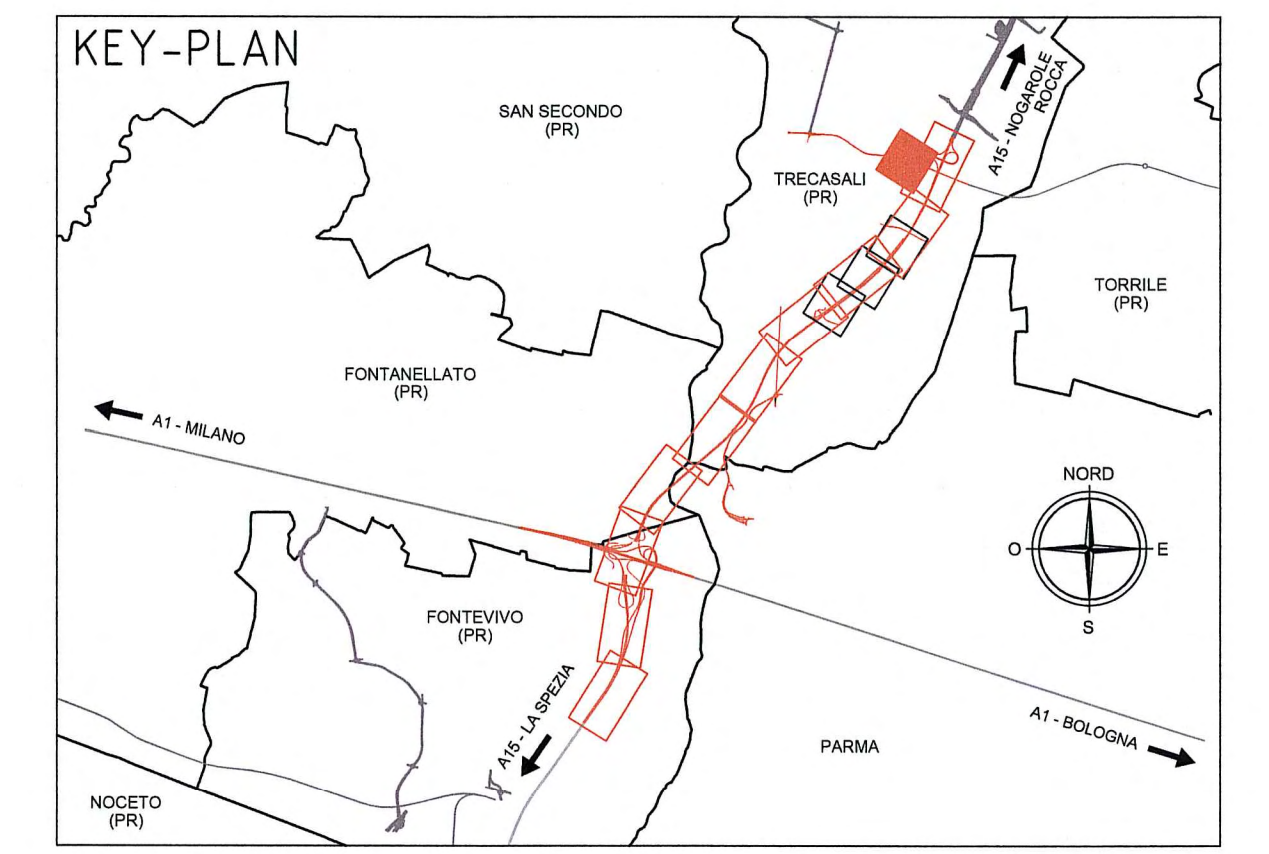 KEY-PLAN
SAN SECONDO
(PR)
A15 - NOGAROLE
ROCCA
TRECASALI
(PR)
TORRILE
(PR)
FONTANELLATO
(PR)
A1 - MILANO
NORD
O
E
S
FONTEVIVO
(PR)
A15 - LA SPEZIA
A1 - BOLOGNA
PARMA
NOCETO
(PR)